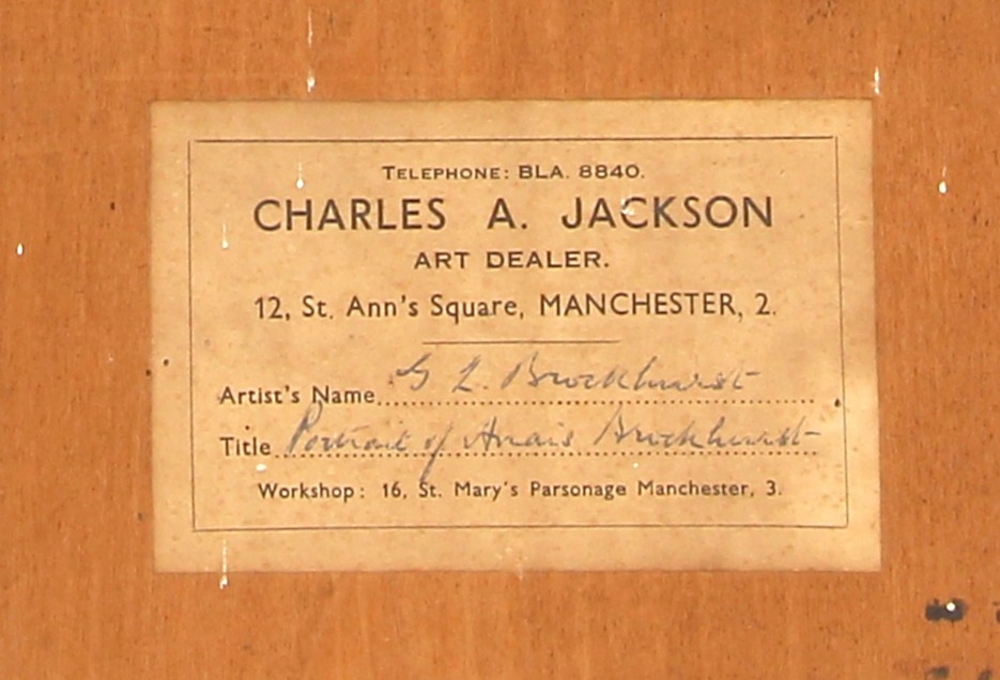 TELEPHONE: BLA. 8840.
CHARLES A. JACKSON
ART DEALER.
12, St. Ann's Square, MANCHESTER, 2.
Artist's Name G L. Brockhurst
Title Portrait of Anais Brockhurst
Workshop: 16, St. Mary's Parsonage Manchester, 3.